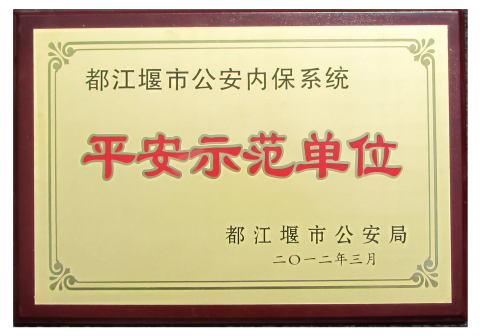 都江堰市公安内保系统
平安示范单位
都江堰市公安局
二〇一二年三月